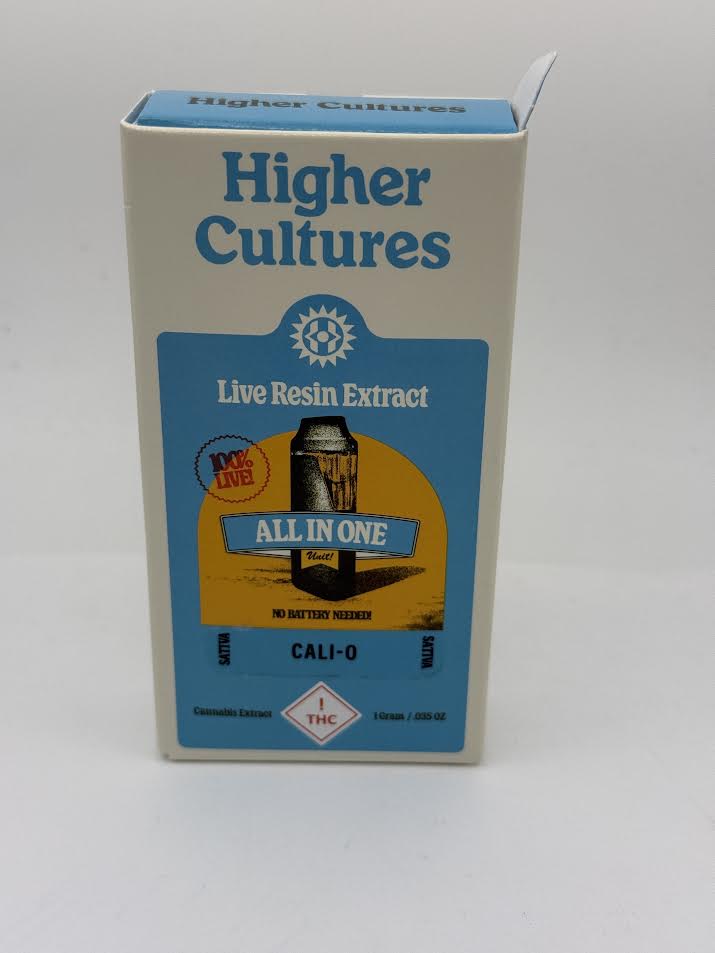 Higher Cultures
Higher
Cultures
Live Resin Extract
100%
LIVE!
ALL IN ONE
Unit!
NO BATTERY NEEDED!
SATIVA
CALI-O
SATIVA
Cannabis Extract
!
THC
1 Gram / .035 OZ